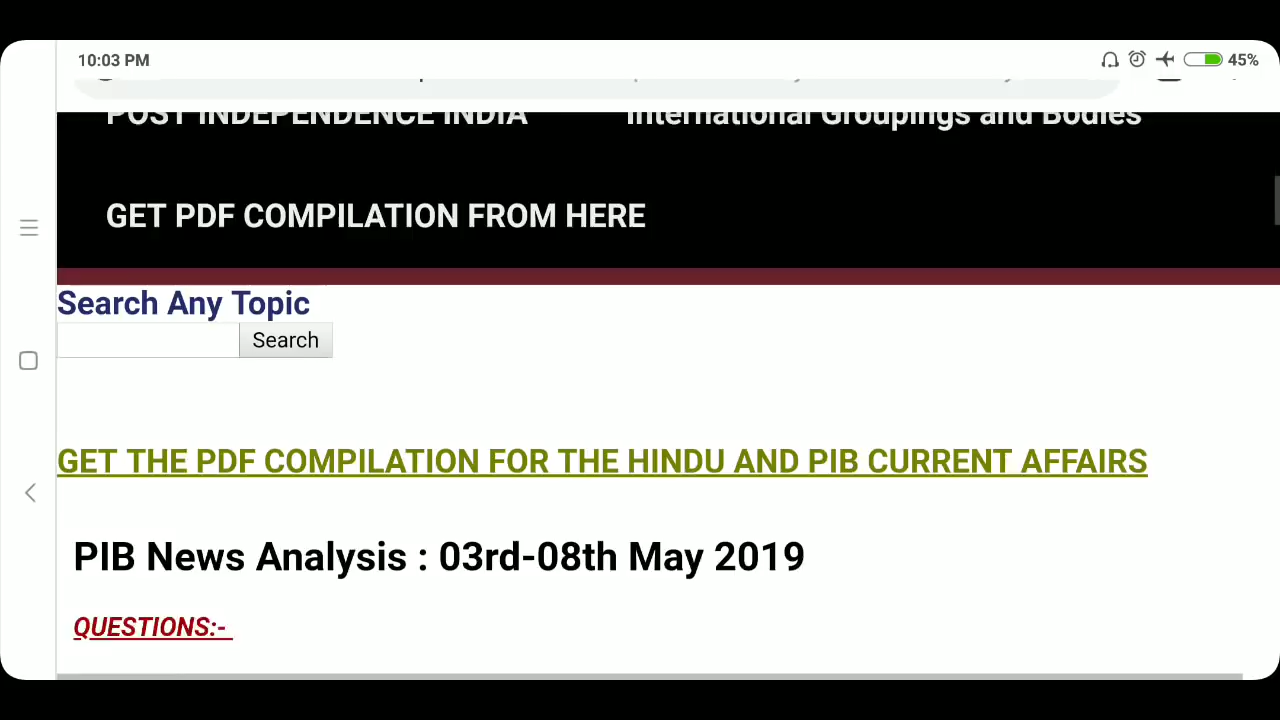 10:03 PM
45%
POST INDEPENDENCE INDIA
International Groupings and Bodies
GET PDF COMPILATION FROM HERE
Search Any Topic
Search
GET THE PDF COMPILATION FOR THE HINDU AND PIB CURRENT AFFAIRS
PIB News Analysis : 03rd-08th May 2019
QUESTIONS:-